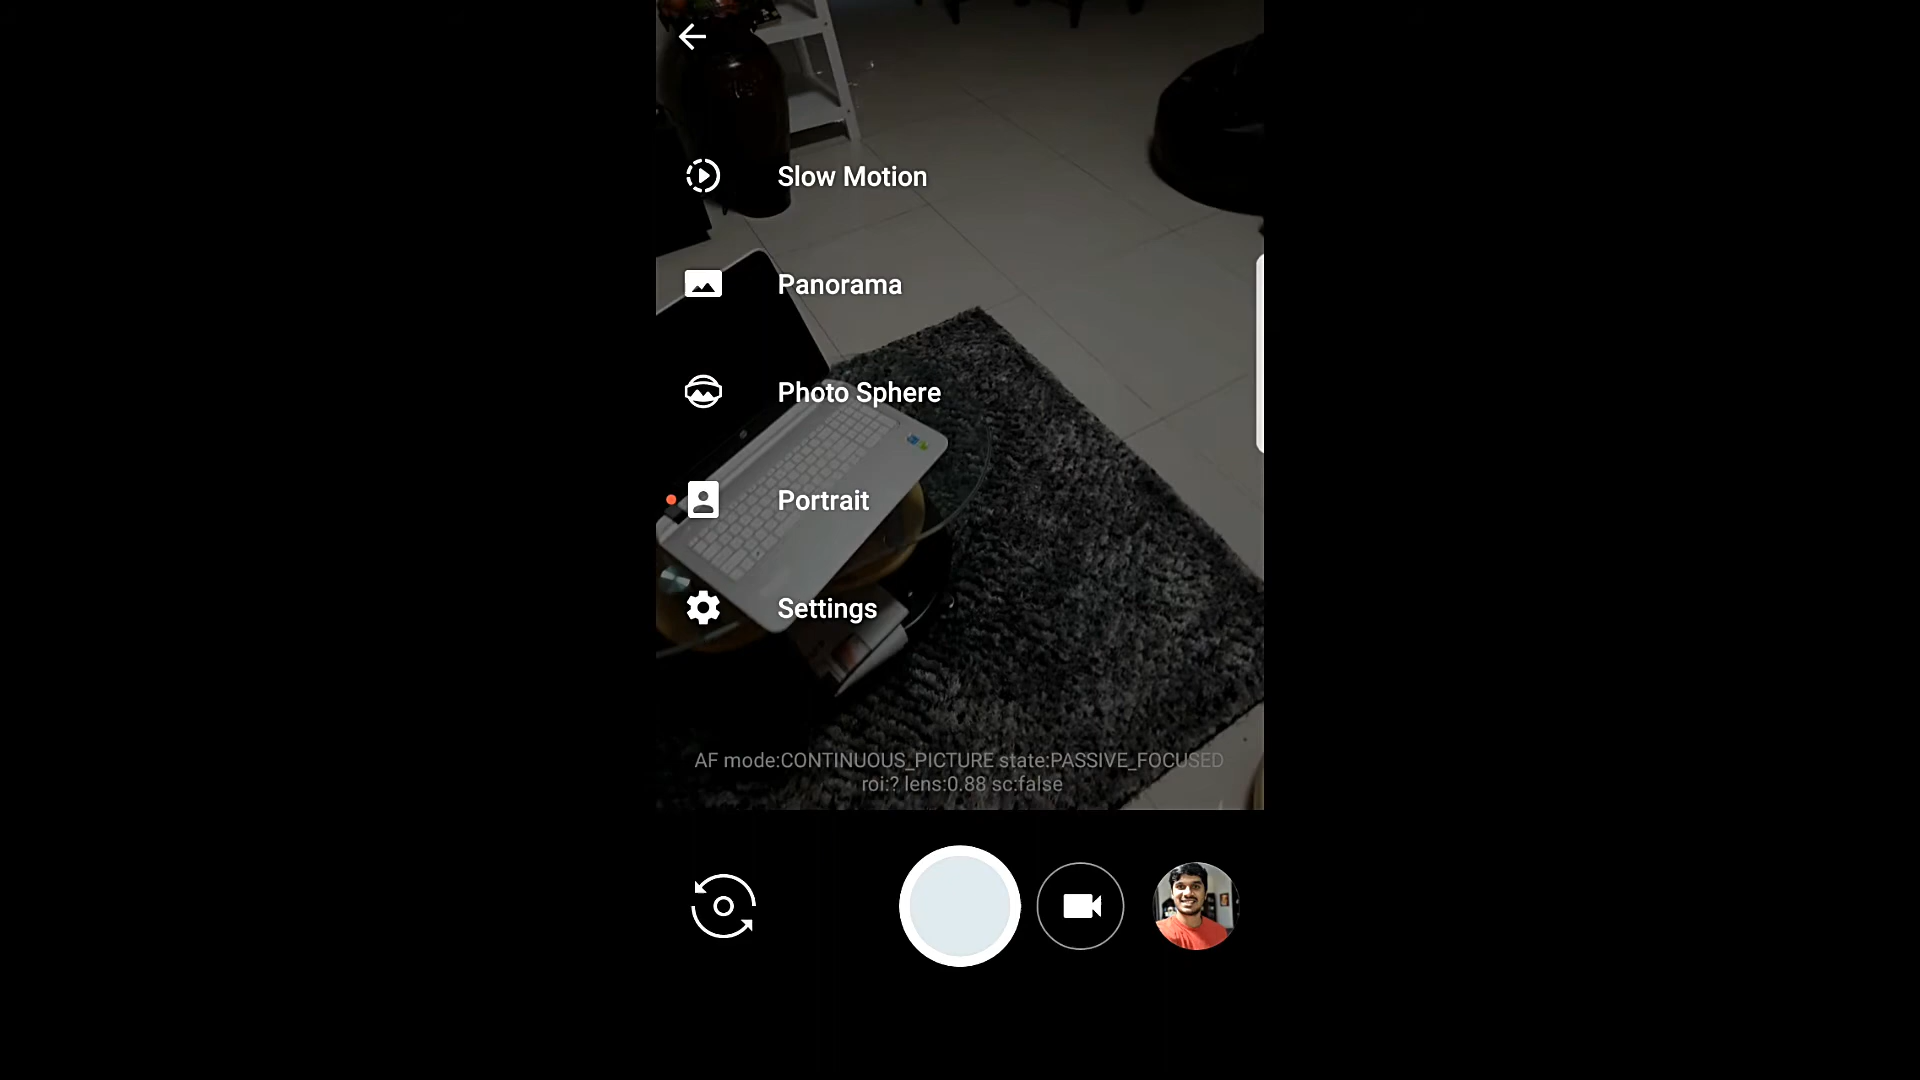 Slow Motion
Panorama
Photo Sphere
Portrait
Settings
AF mode:CONTINUOUS_PICTURE state:PASSIVE_FOCUSED
roi:? lens:0.88 sc:false